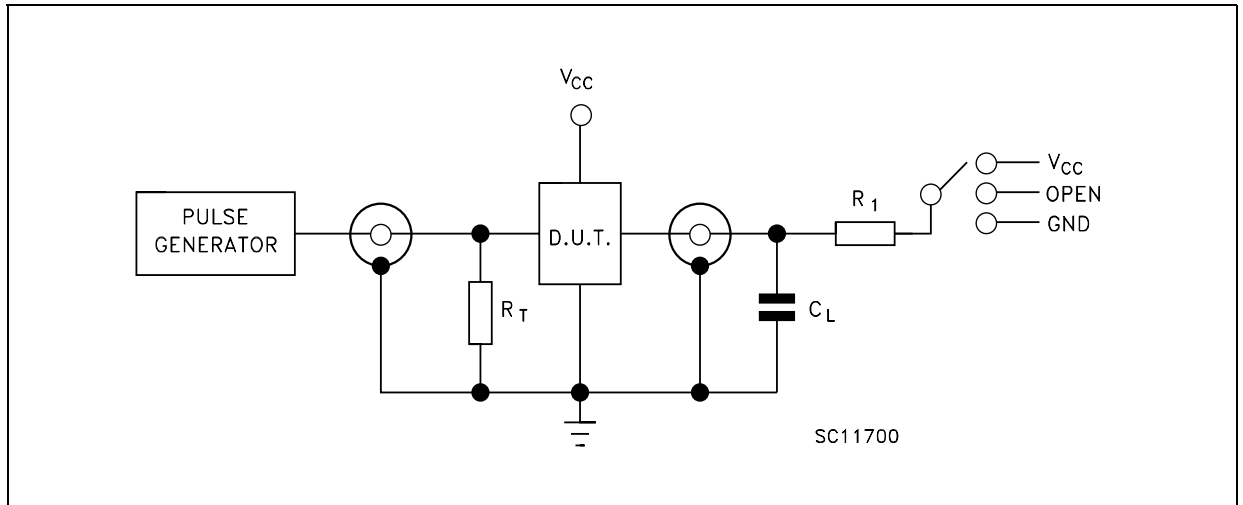 VCC
PULSE
GENERATOR
D.U.T.
RT
CL
R1
VCC
OPEN
GND
SC11700